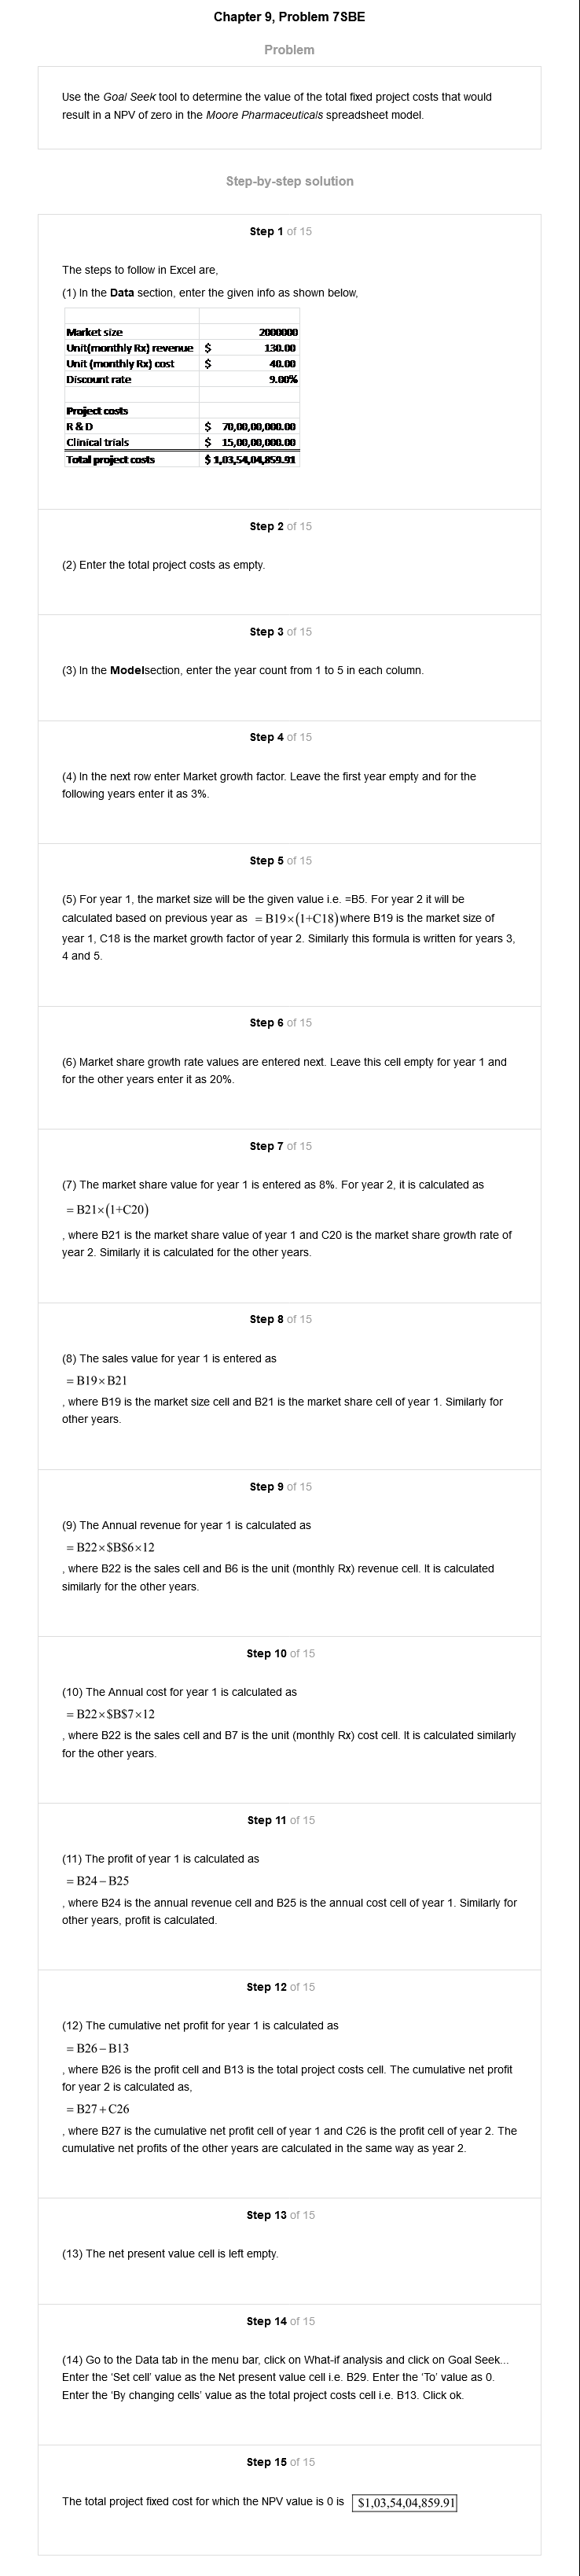 Chapter 9, Problem 7SBE
Problem
Use the Goal Seek tool to determine the value of the total fixed project costs that would
result in a NPV of zero in the Moore Pharmaceuticals spreadsheet model.
Step-by-step solution
Step 1 of 15
The steps to follow in Excel are,
(1) In the Data section, enter the given info as shown below,
Market size 2000000
Unit(monthly Rx) revenue $ 130.00
Unit (monthly Rx) cost $ 40.00
Discount rate 9.00%
Project costs
R & D $ 70,00,00,000.00
Clinical trials $ 15,00,00,000.00
Total project costs $ 1,03,54,04,859.91
Step 2 of 15
(2) Enter the total project costs as empty.
Step 3 of 15
(3) In the Modelsection, enter the year count from 1 to 5 in each column.
Step 4 of 15
(4) In the next row enter Market growth factor. Leave the first year empty and for the
following years enter it as 3%.
Step 5 of 15
(5) For year 1, the market size will be the given value i.e. =B5. For year 2 it will be
calculated based on previous year as = B19×(1+C18) where B19 is the market size of
year 1, C18 is the market growth factor of year 2. Similarly this formula is written for years 3,
4 and 5.
Step 6 of 15
(6) Market share growth rate values are entered next. Leave this cell empty for year 1 and
for the other years enter it as 20%.
Step 7 of 15
(7) The market share value for year 1 is entered as 8%. For year 2, it is calculated as
= B21×(1+C20)
, where B21 is the market share value of year 1 and C20 is the market share growth rate of
year 2. Similarly it is calculated for the other years.
Step 8 of 15
(8) The sales value for year 1 is entered as
= B19×B21
, where B19 is the market size cell and B21 is the market share cell of year 1. Similarly for
other years.
Step 9 of 15
(9) The Annual revenue for year 1 is calculated as
= B22×$B$6×12
, where B22 is the sales cell and B6 is the unit (monthly Rx) revenue cell. It is calculated
similarly for the other years.
Step 10 of 15
(10) The Annual cost for year 1 is calculated as
= B22×$B$7×12
, where B22 is the sales cell and B7 is the unit (monthly Rx) cost cell. It is calculated similarly
for the other years.
Step 11 of 15
(11) The profit of year 1 is calculated as
= B24 – B25
, where B24 is the annual revenue cell and B25 is the annual cost cell of year 1. Similarly for
other years, profit is calculated.
Step 12 of 15
(12) The cumulative net profit for year 1 is calculated as
= B26 – B13
, where B26 is the profit cell and B13 is the total project costs cell. The cumulative net profit
for year 2 is calculated as,
= B27 + C26
, where B27 is the cumulative net profit cell of year 1 and C26 is the profit cell of year 2. The
cumulative net profits of the other years are calculated in the same way as year 2.
Step 13 of 15
(13) The net present value cell is left empty.
Step 14 of 15
(14) Go to the Data tab in the menu bar, click on What-if analysis and click on Goal Seek...
Enter the ‘Set cell’ value as the Net present value cell i.e. B29. Enter the ‘To’ value as 0.
Enter the ‘By changing cells’ value as the total project costs cell i.e. B13. Click ok.
Step 15 of 15
The total project fixed cost for which the NPV value is 0 is $1,03,54,04,859.91